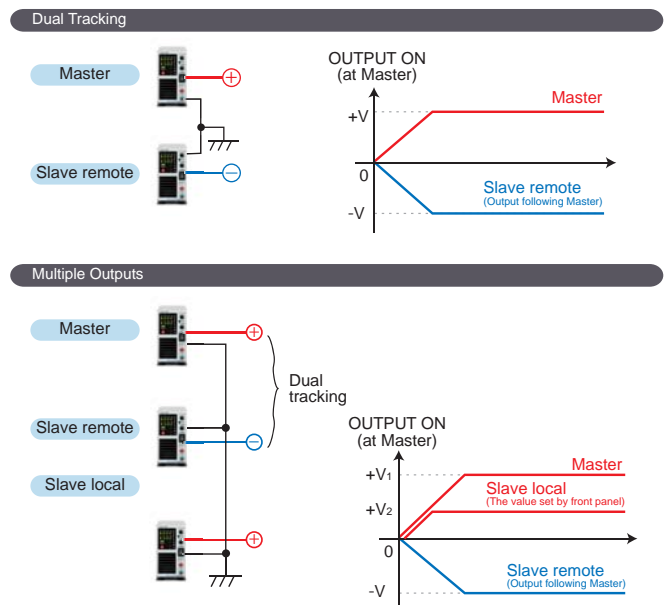 Dual Tracking
Master
Slave remote
+
−
OUTPUT ON
(at Master)
+V
0
-V
Master
Slave remote
(Output following Master)
Multiple Outputs
Master
Slave remote
Slave local
+
−
+
Dual
tracking
OUTPUT ON
(at Master)
+V1
+V2
0
-V
Master
Slave local
(The value set by front panel)
Slave remote
(Output following Master)